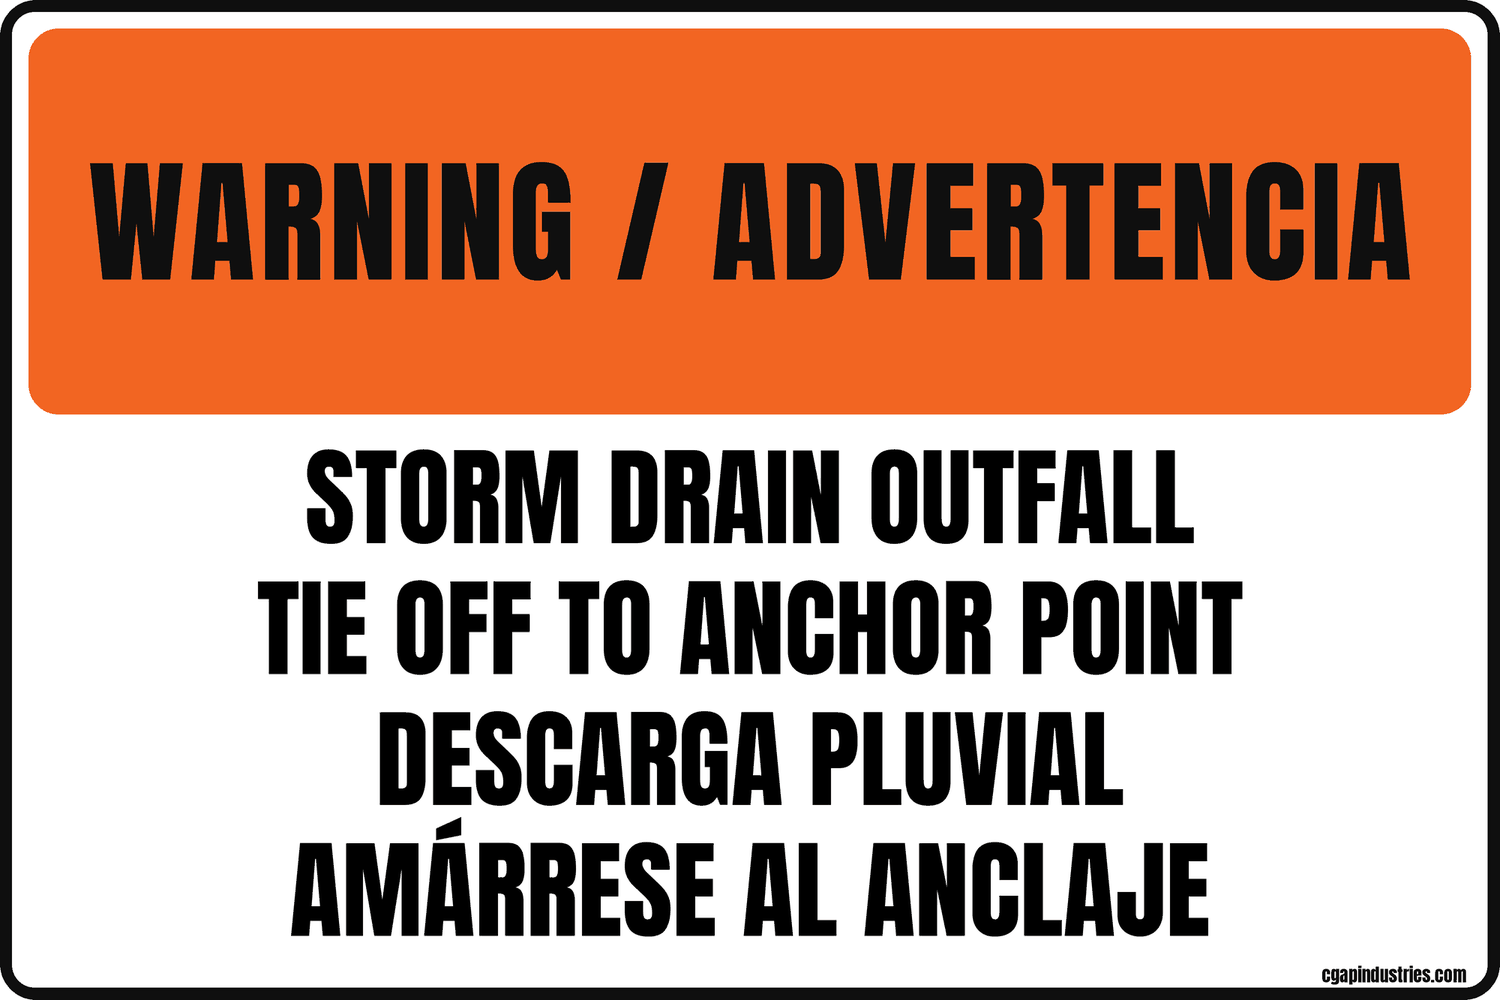 WARNING / ADVERTENCIA
STORM DRAIN OUTFALL
TIE OFF TO ANCHOR POINT
DESCARGA PLUVIAL
AMÁRRESE AL ANCLAJE
cgapindustries.com